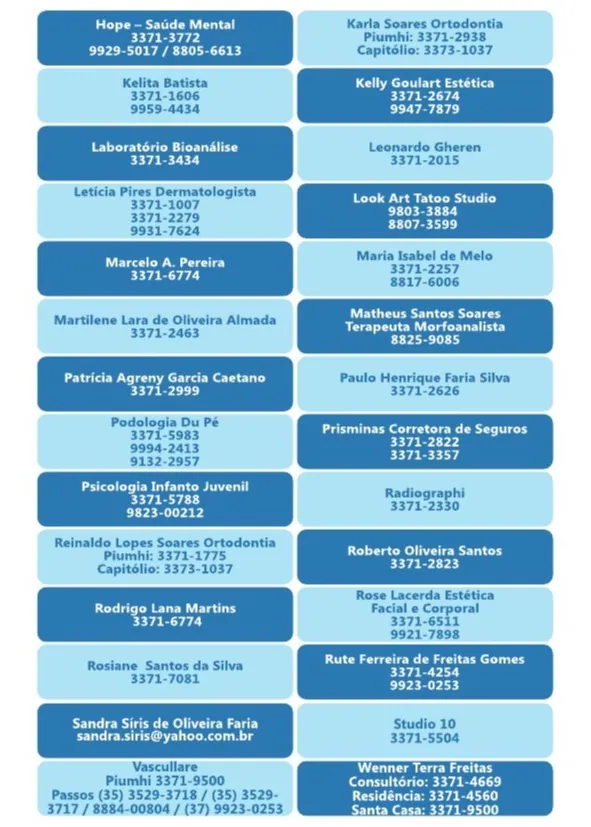 Hope – Saúde Mental
3371-3772
9929-5017 / 8805-6613
Karla Soares Ortodontia
Piumhi: 3371-2938
Capitólio: 3373-1037
Kelita Batista
3371-1606
9959-4434
Kelly Goulart Estética
3371-2674
9947-7879
Laboratório Bioanálise
3371-3434
Leonardo Gheren
3371-2015
Letícia Pires Dermatologista
3371-1007
3371-2279
9931-7624
Look Art Tatoo Studio
9803-3884
8807-3599
Marcelo A. Pereira
3371-6774
Maria Isabel de Melo
3371-2257
8817-6006
Martilene Lara de Oliveira Almada
3371-2463
Matheus Santos Soares
Terapeuta Morfoanalista
8825-9085
Patrícia Agreny Garcia Caetano
3371-2999
Paulo Henrique Faria Silva
3371-2626
Podologia Du Pé
3371-5983
9994-2413
9132-2957
Prisminas Corretora de Seguros
3371-2822
3371-3357
Psicologia Infanto Juvenil
3371-5788
9823-00212
Radiographi
3371-2330
Reinaldo Lopes Soares Ortodontia
Piumhi: 3371-1775
Capitólio: 3373-1037
Roberto Oliveira Santos
3371-2823
Rodrigo Lana Martins
3371-6774
Rose Lacerda Estética
Facial e Corporal
3371-6511
9921-7898
Rosiane Santos da Silva
3371-7081
Rute Ferreira de Freitas Gomes
3371-4254
9923-0253
Sandra Síris de Oliveira Faria
sandra.siris@yahoo.com.br
Studio 10
3371-5504
Vascullare
Piumhi 3371-9500
Passos (35) 3529-3718 / (35) 3529-
3717 / 8884-00804 / (37) 9923-0253
Wenner Terra Freitas
Consultório: 3371-4669
Residência: 3371-4560
Santa Casa: 3371-9500